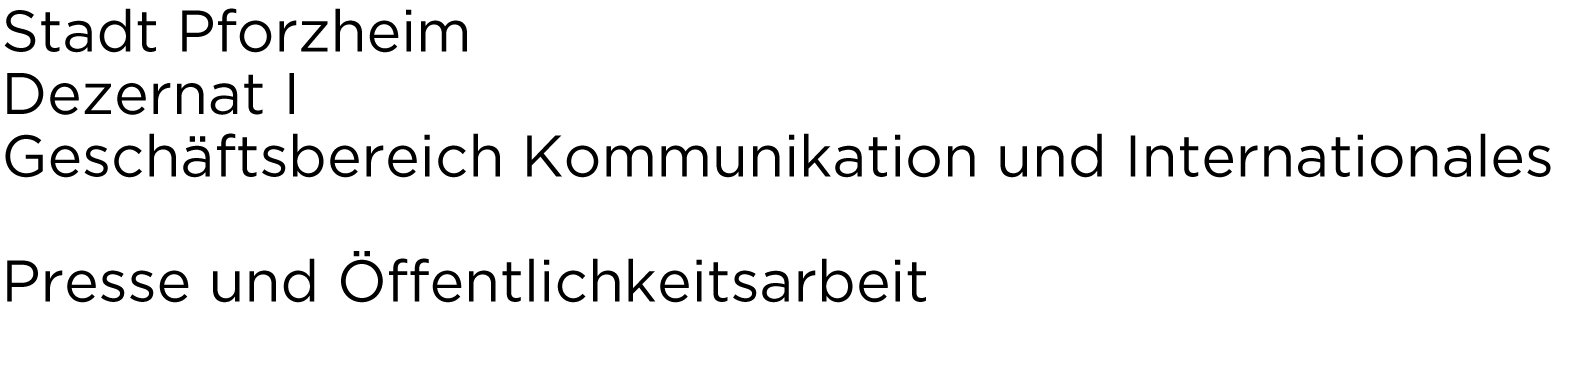 Stadt Pforzheim
Dezernat I
Geschäftsbereich Kommunikation und Internationales
Presse und Öffentlichkeitsarbeit